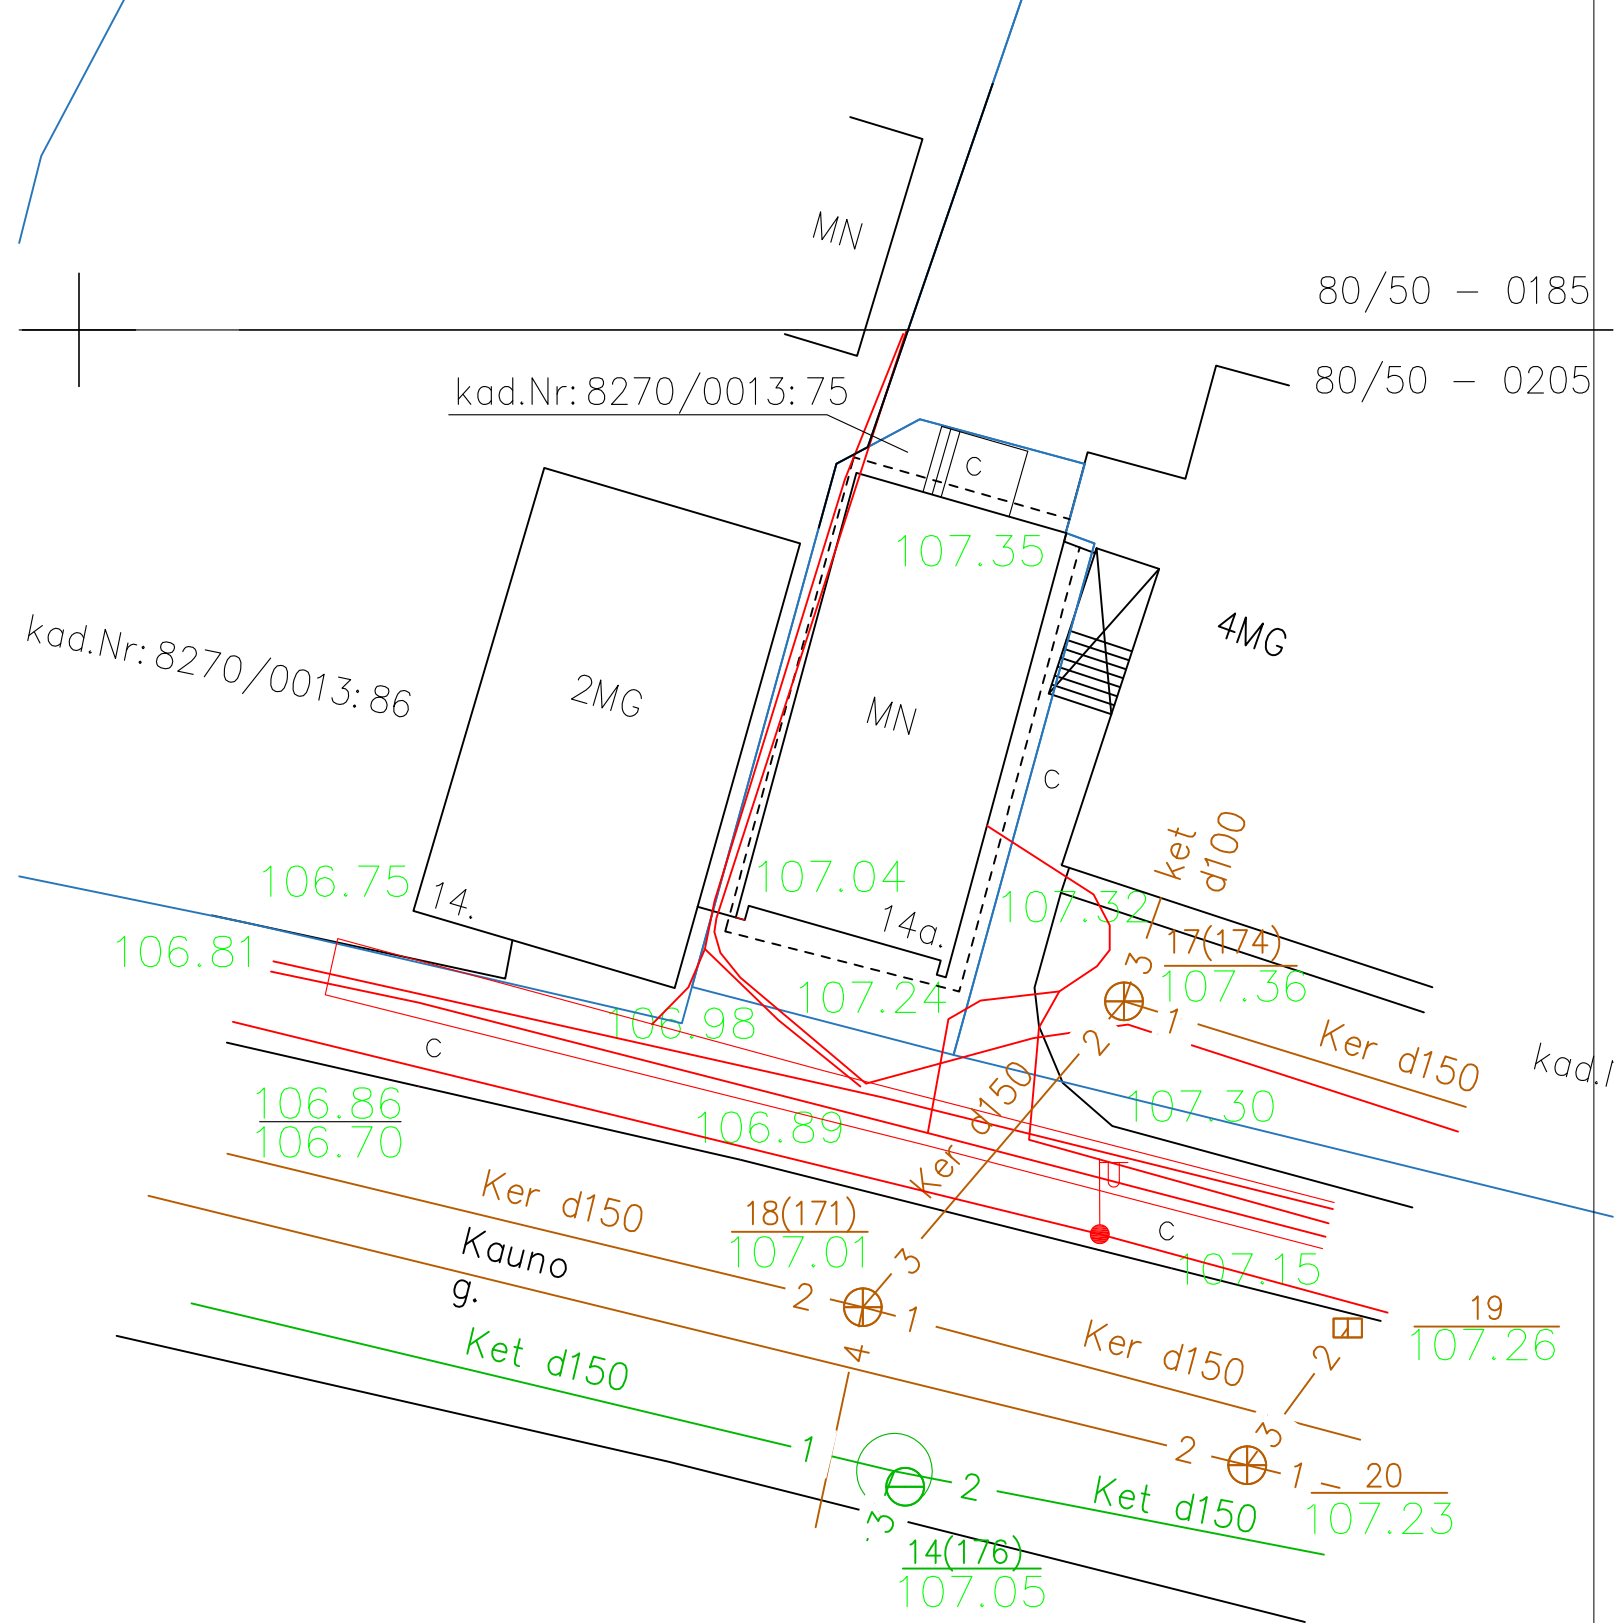 MN
80/50 - 0185
80/50 - 0205
kad.Nr: 8270/0013: 75
c
107.35
kad.Nr: 8270/0013: 86
2MG
MN
4MG
c
ket
d100
106.75
14.
107.04
14a.
107.32
106.81
17(174)
107.36
3
107.24
106.98
2
1
Ker d150
kad.
c
106.86
106.70
106.89
Ker d150
107.30
U
Ker d150
18(171)
107.01
c
107.15
Kauno
g.
3
2
1
19
107.26
Ket d150
4
Ker d150
2
3
1
2
1
20
107.23
2
Ket d150
3
14(176)
107.05